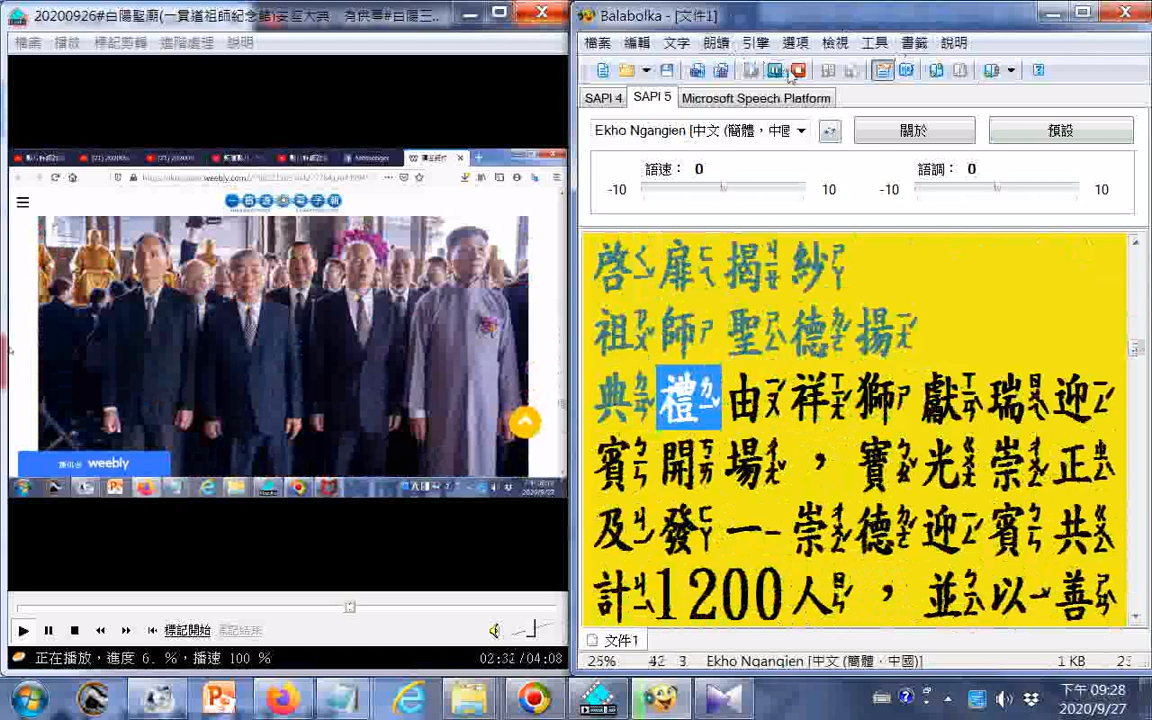 20200926#白陽聖廟(一貫道祖師紀念館)安座大典
檔案 播放 標記剪轉 進階處理 說明
weebly
標記開始 標記結束
正在播放，進度 6. %，播速 100 %
02:32/04:08
Balabolka - [文件1]
檔案 編輯 文字 朗讀 引擎 選項 檢視 工具 書籤 說明
SAPI 4 SAPI 5 Microsoft Speech Platform
Ekho Ngangien [中文 (簡體，中國
關於 預設
語速： 0 語調： 0
-10 10 -10 10
啓扉揭紗
祖師聖德揚
典禮由祥獅獻瑞迎
賓開場，寶光崇正
及發一崇德迎賓共
計1200人，並以善
文件1
25% 42 3 Ekho Ngangien [中文 (簡體，中國)] 1 KB
下午 09:28
2020/9/27